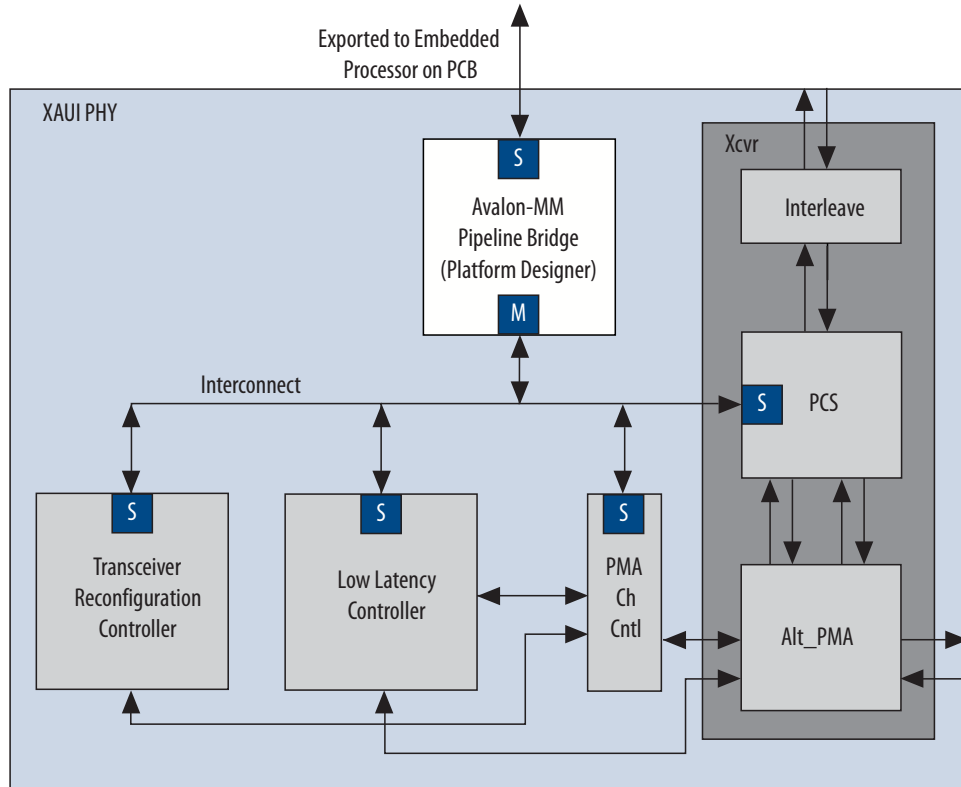 Exported to Embedded
Processor on PCB
XAUI PHY
Xcvr
S
Interleave
Avalon-MM
Pipeline Bridge
(Platform Designer)
M
Interconnect
S
PCS
S
S
S
Transceiver
Reconfiguration
Controller
Low Latency
Controller
PMA
Ch
Cntl
Alt_PMA